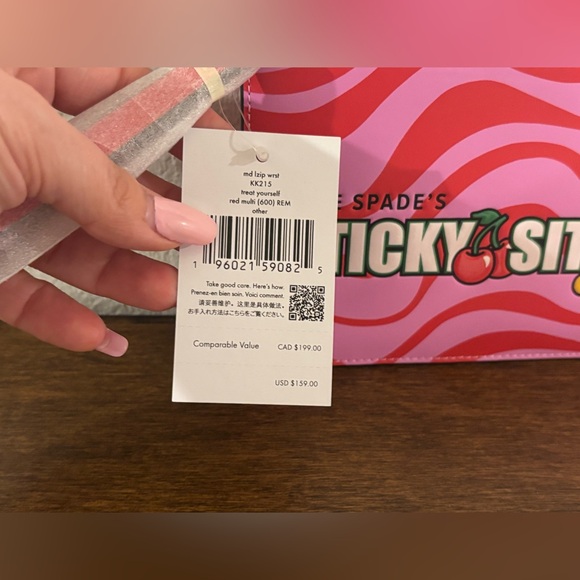 md lzip wrst
KK215
treat yourself
red multi (600) REM
other
1 96021 59082 5
Take good care. Here's how.
Prenez-en bien soin. Voici comment.
请妥善维护。这里是具体做法。
お手入れ方法はこちらをご覧ください。
Comparable Value CAD $199.00
USD $159.00
E SPADE'S
TICKY SIT